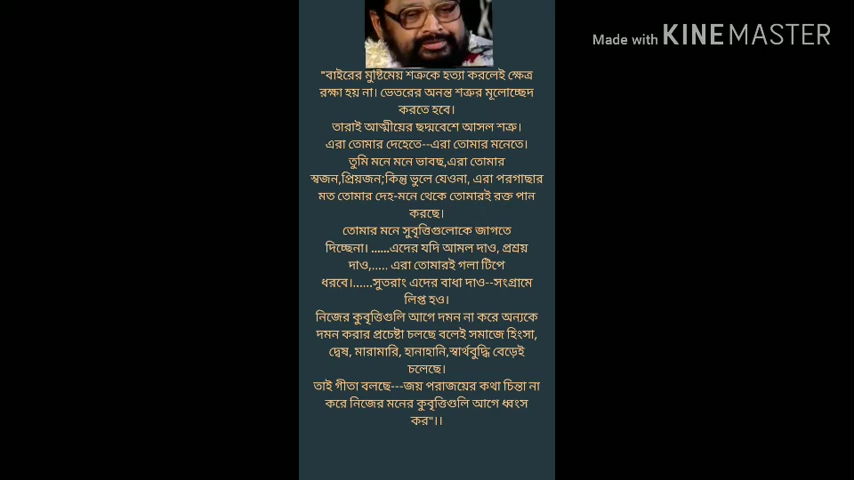 Made with KINEMASTER
"বাইরের মুষ্টিমেয় শত্রুকে হত্যা করলেই ক্ষেত্র
রক্ষা হয় না। ভেতরের অনন্ত শত্রুর মূলোচ্ছেদ
করতে হবে।
তারাই আত্মীয়ের ছদ্মবেশে আসল শত্রু।
এরা তোমার দেহেতে--এরা তোমার মনেতে।
তুমি মনে মনে ভাবছ,এরা তোমার
স্বজন,প্রিয়জন;কিন্তু ভুলে যেওনা, এরা পরগাছার
মত তোমার দেহ-মনে থেকে তোমারই রক্ত পান
করছে।
তোমার মনে সুবৃত্তিগুলোকে জাগতে
দিচ্ছেনা। ......এদের যদি আমল দাও, প্রশ্রয়
দাও,..... এরা তোমারই গলা টিপে
ধরবে।......সুতরাং এদের বাধা দাও--সংগ্রামে
লিপ্ত হও।
নিজের কুবৃত্তিগুলি আগে দমন না করে অন্যকে
দমন করার প্রচেষ্টা চলছে বলেই সমাজে হিংসা,
দ্বেষ, মারামারি, হানাহানি,স্বার্থবুদ্ধি বেড়েই
চলেছে।
তাই গীতা বলছে---জয় পরাজয়ের কথা চিন্তা না
করে নিজের মনের কুবৃত্তিগুলি আগে ধ্বংস
কর"।।